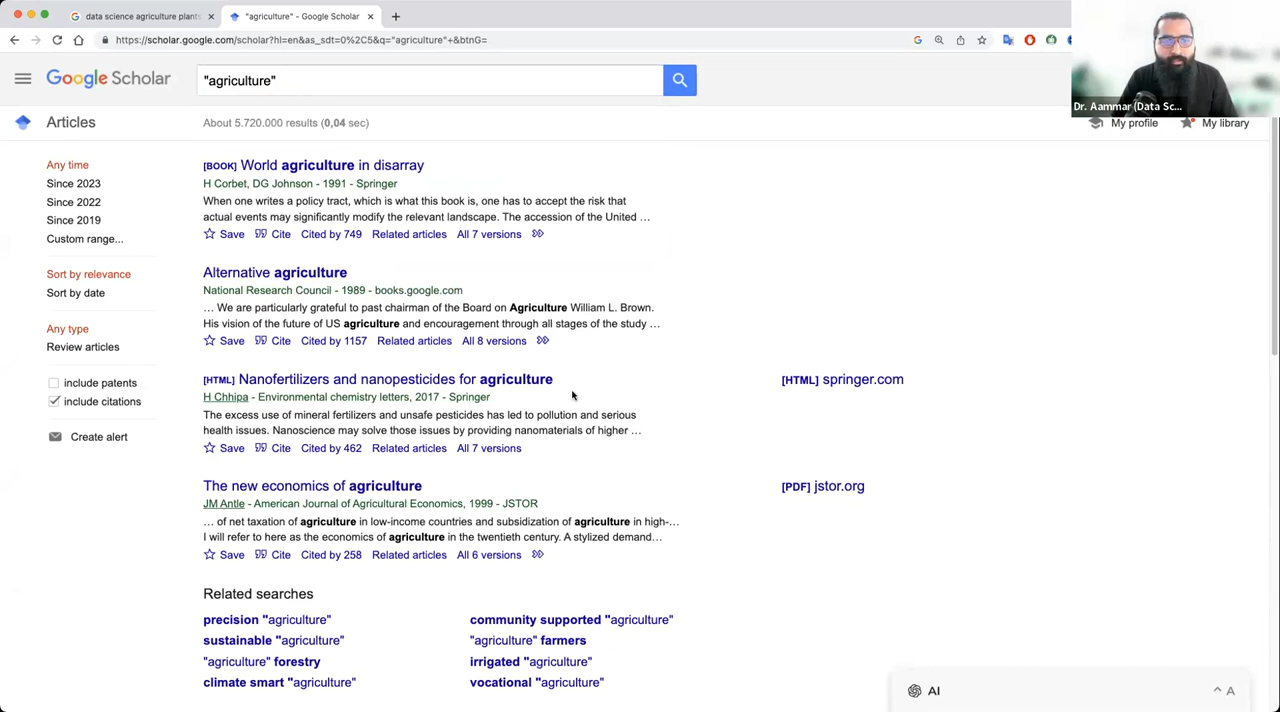 data science agriculture plants
"agriculture" - Google Scholar
https://scholar.google.com/scholar?hl=en&as_sdt=0%2C5&q="agriculture"+&btnG=
Google Scholar
"agriculture"
Dr. Aammar (Data Sc...
Articles
About 5.720.000 results (0,04 sec)
My profile
My library
Any time
Since 2023
Since 2022
Since 2019
Custom range...
Sort by relevance
Sort by date
Any type
Review articles
include patents
include citations
Create alert
[BOOK] World agriculture in disarray
H Corbet, DG Johnson - 1991 - Springer
When one writes a policy tract, which is what this book is, one has to accept the risk that
actual events may significantly modify the relevant landscape. The accession of the United ...
Save Cite Cited by 749 Related articles All 7 versions
Alternative agriculture
National Research Council - 1989 - books.google.com
... We are particularly grateful to past chairman of the Board on Agriculture William L. Brown.
His vision of the future of US agriculture and encouragement through all stages of the study ...
Save Cite Cited by 1157 Related articles All 8 versions
[HTML] Nanofertilizers and nanopesticides for agriculture
[HTML] springer.com
H Chhipa - Environmental chemistry letters, 2017 - Springer
The excess use of mineral fertilizers and unsafe pesticides has led to pollution and serious
health issues. Nanoscience may solve those issues by providing nanomaterials of higher ...
Save Cite Cited by 462 Related articles All 7 versions
The new economics of agriculture
[PDF] jstor.org
JM Antle - American Journal of Agricultural Economics, 1999 - JSTOR
... of net taxation of agriculture in low-income countries and subsidization of agriculture in high-...
I will refer to here as the economics of agriculture in the twentieth century. A stylized demand...
Save Cite Cited by 258 Related articles All 6 versions
Related searches
precision "agriculture"
community supported "agriculture"
sustainable "agriculture"
"agriculture" farmers
"agriculture" forestry
irrigated "agriculture"
climate smart "agriculture"
vocational "agriculture"
AI
A